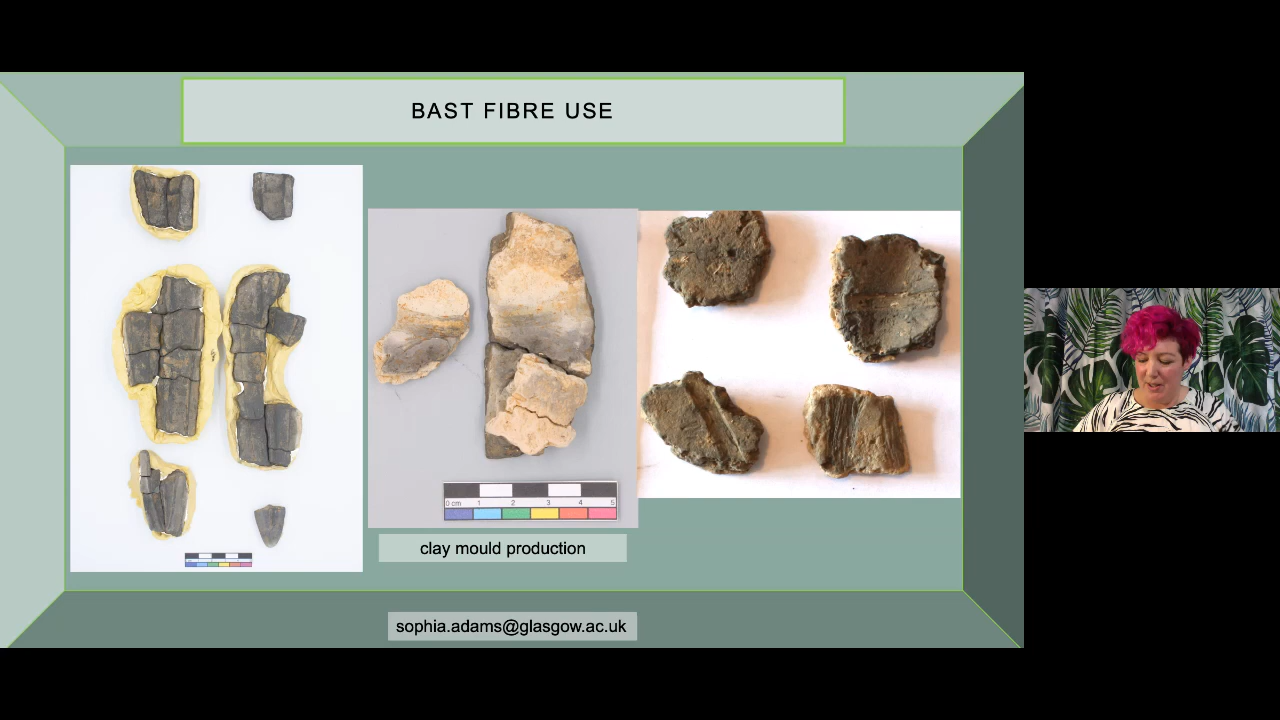 BAST FIBRE USE
0 cm 1 2 3 4 5
clay mould production
sophia.adams@glasgow.ac.uk